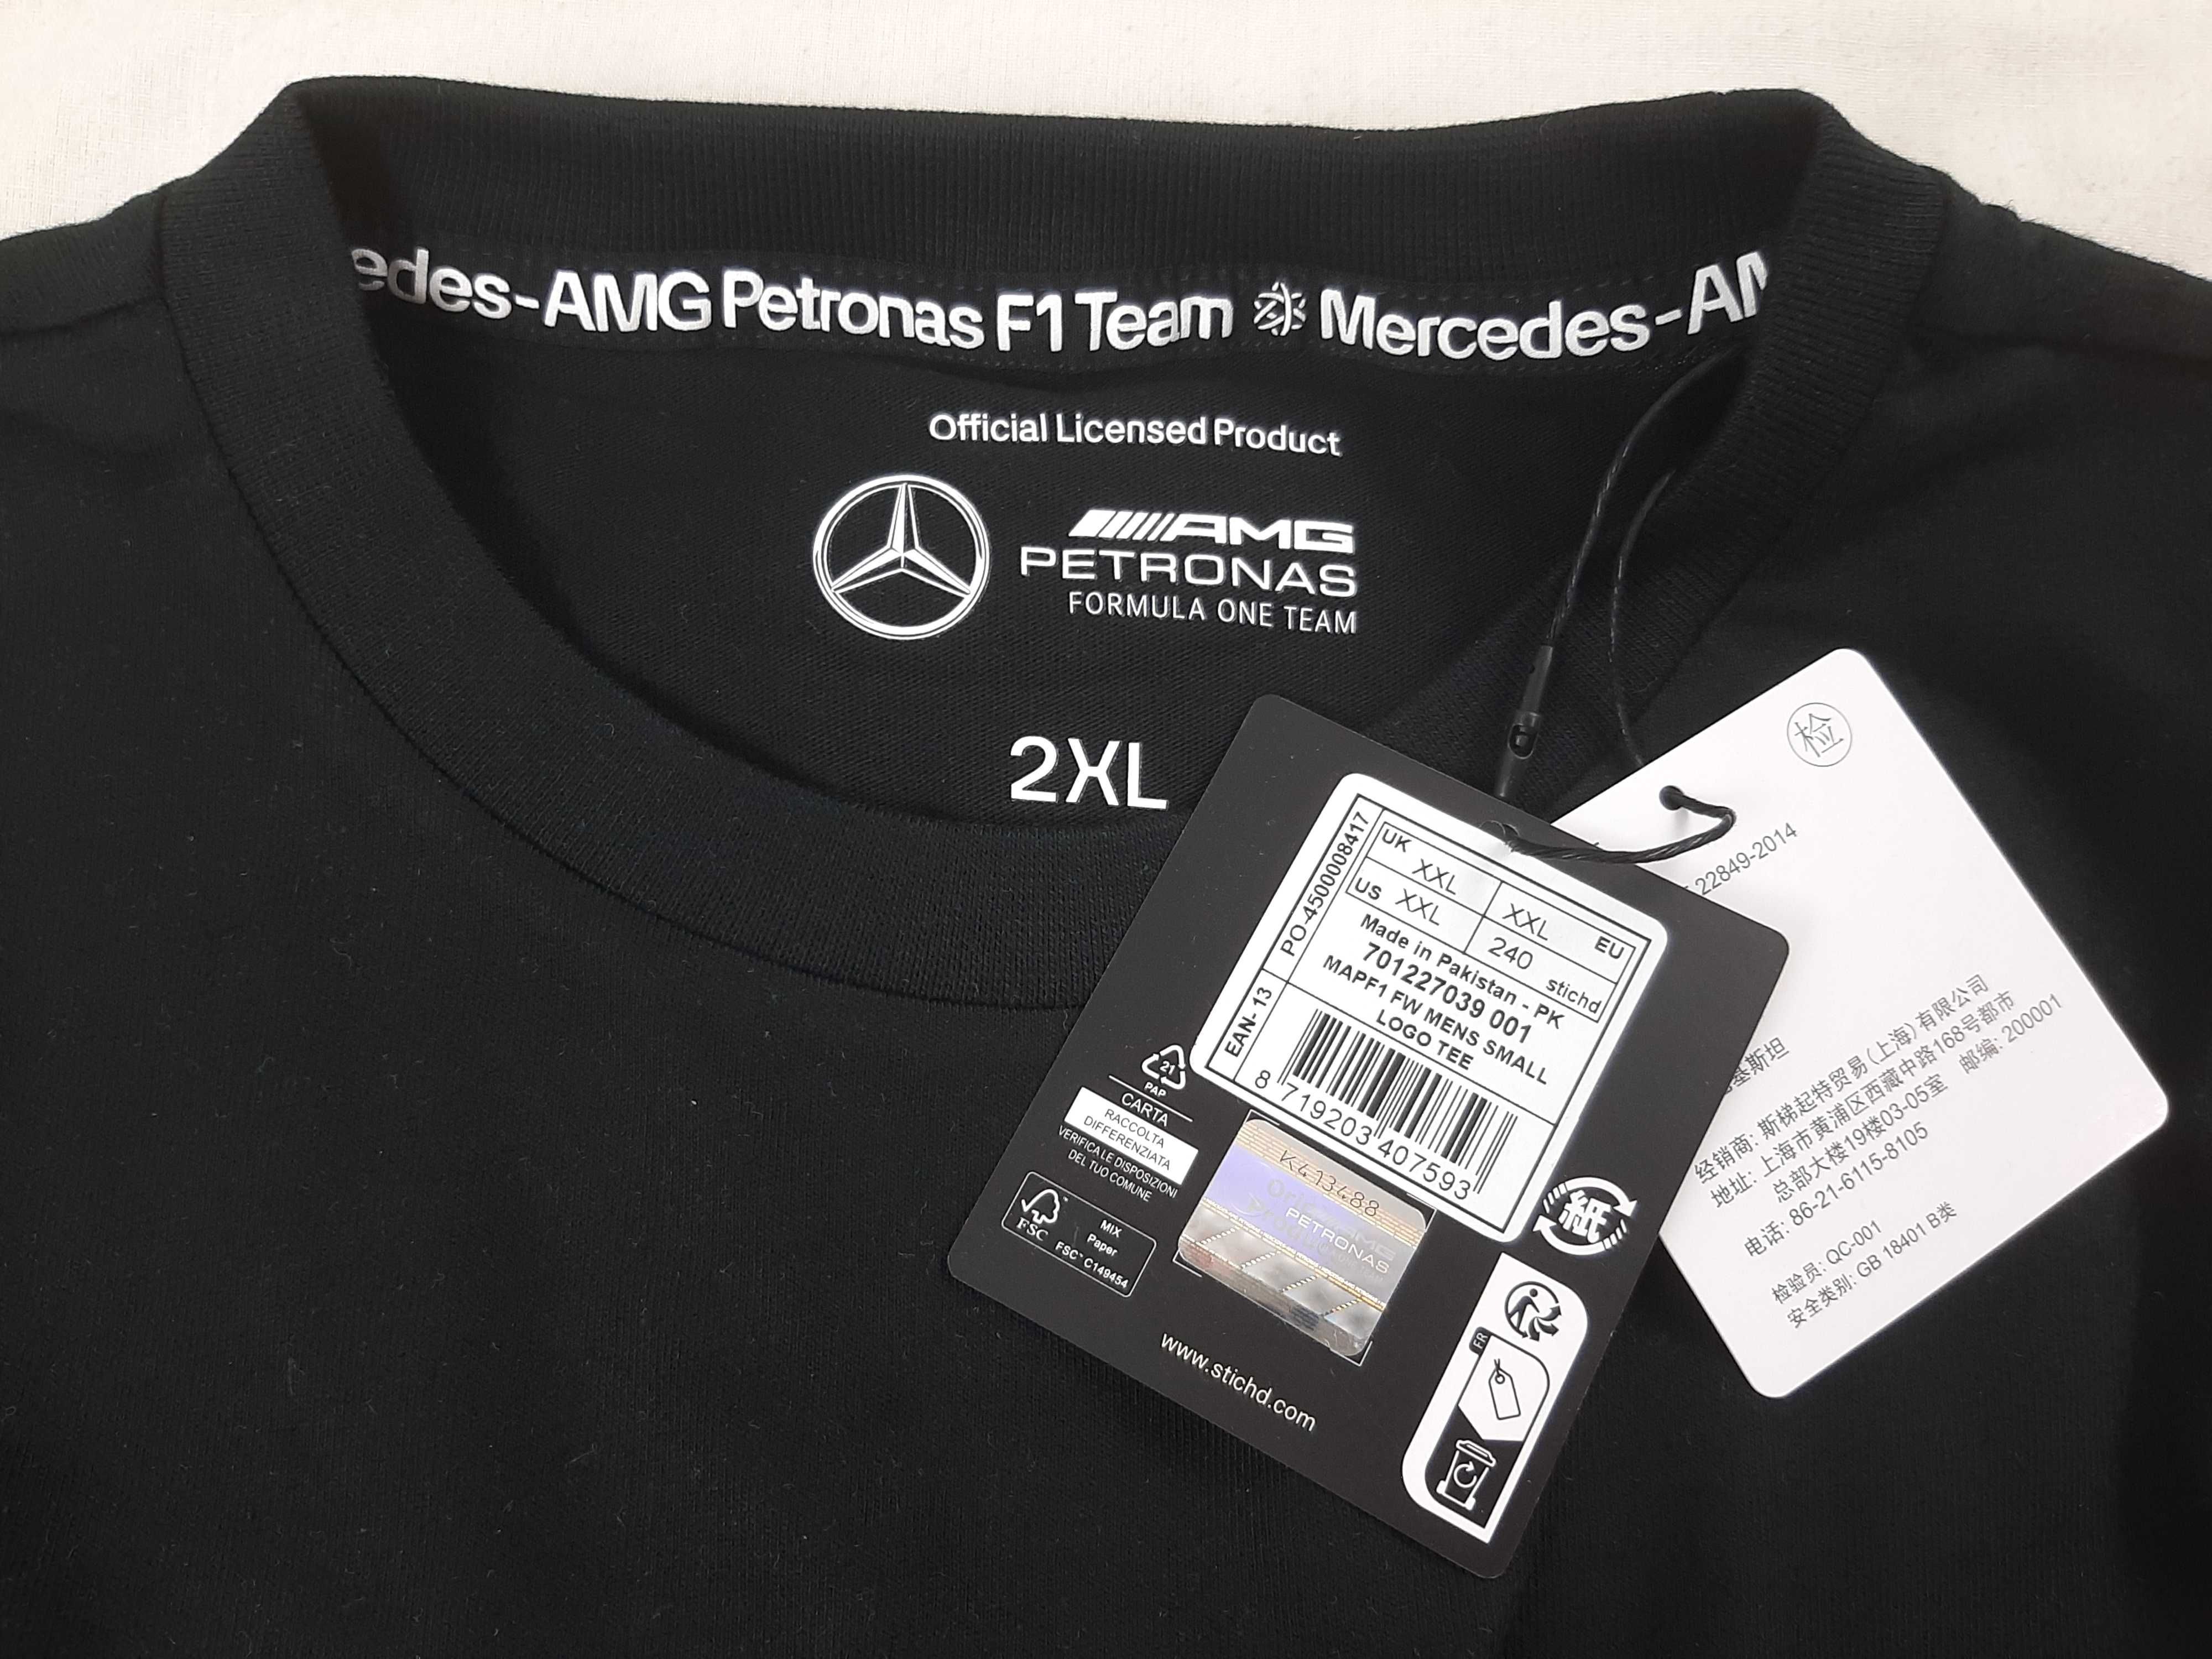 edes-AMG Petronas F1 Team Mercedes-AM
Official Licensed Product
AMG
PETRONAS
FORMULA ONE TEAM
2XL
PO-4500008417
EAN-13
UK XXL
XXL EU
US XXL
240 stichd
Made in Pakistan - PK
701227039 001
MAPF1 FW MENS SMALL
LOGO TEE
8 719203 407593
21
PAP
CARTA
RACCOLTA
DIFFERENZIATA
VERIFICA LE DISPOSIZIONI
DEL TUO COMUNE
FSC
MIX
Paper
FSC C149454
K413488
AMG
PETRONAS
紙
FR
www.stichd.com
检
22849-2014
基斯坦
经销商: 斯梯起特贸易(上海)有限公司
地址: 上海市黄浦区西藏中路168号都市
总部大楼19楼03-05室 邮编: 200001
电话: 86-21-6115-8105
检验员: QC-001
安全类别: GB 18401 B类